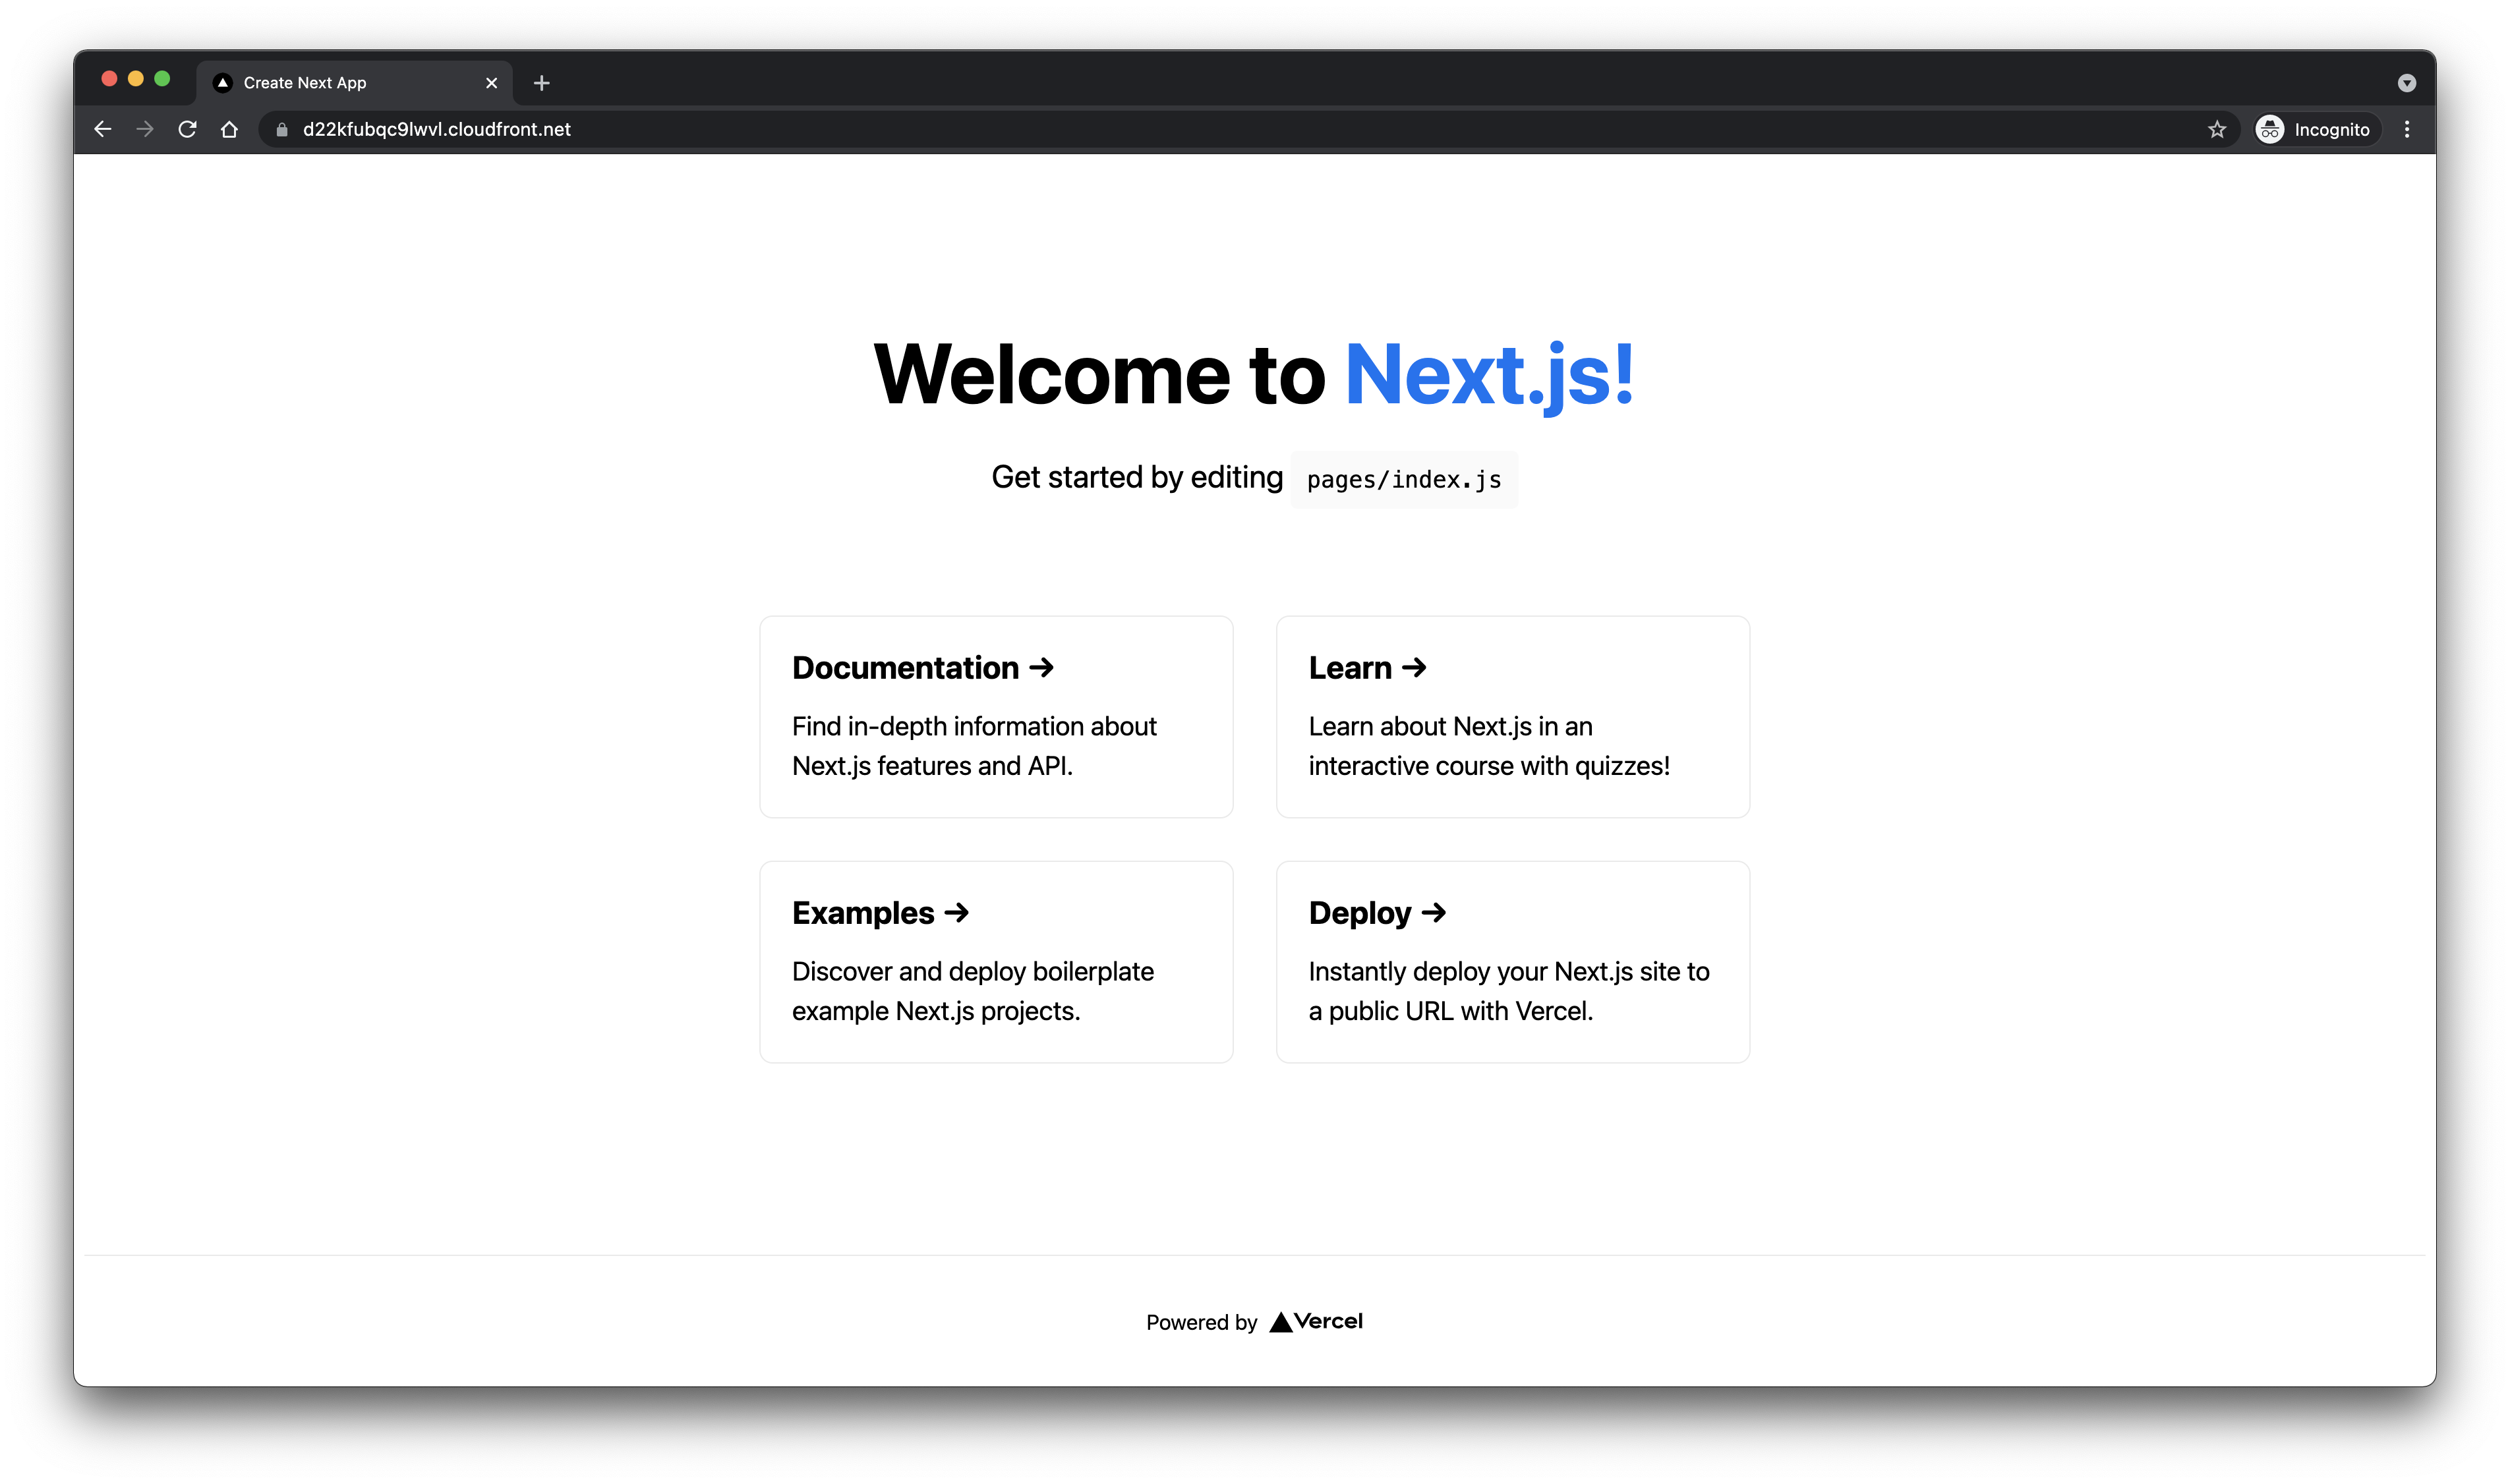 Create Next App
d22kfubqc9lwvl.cloudfront.net
Incognito
Welcome to Next.js!
Get started by editing pages/index.js
Documentation →
Find in-depth information about
Next.js features and API.
Learn →
Learn about Next.js in an
interactive course with quizzes!
Examples →
Discover and deploy boilerplate
example Next.js projects.
Deploy →
Instantly deploy your Next.js site to
a public URL with Vercel.
Powered by Vercel